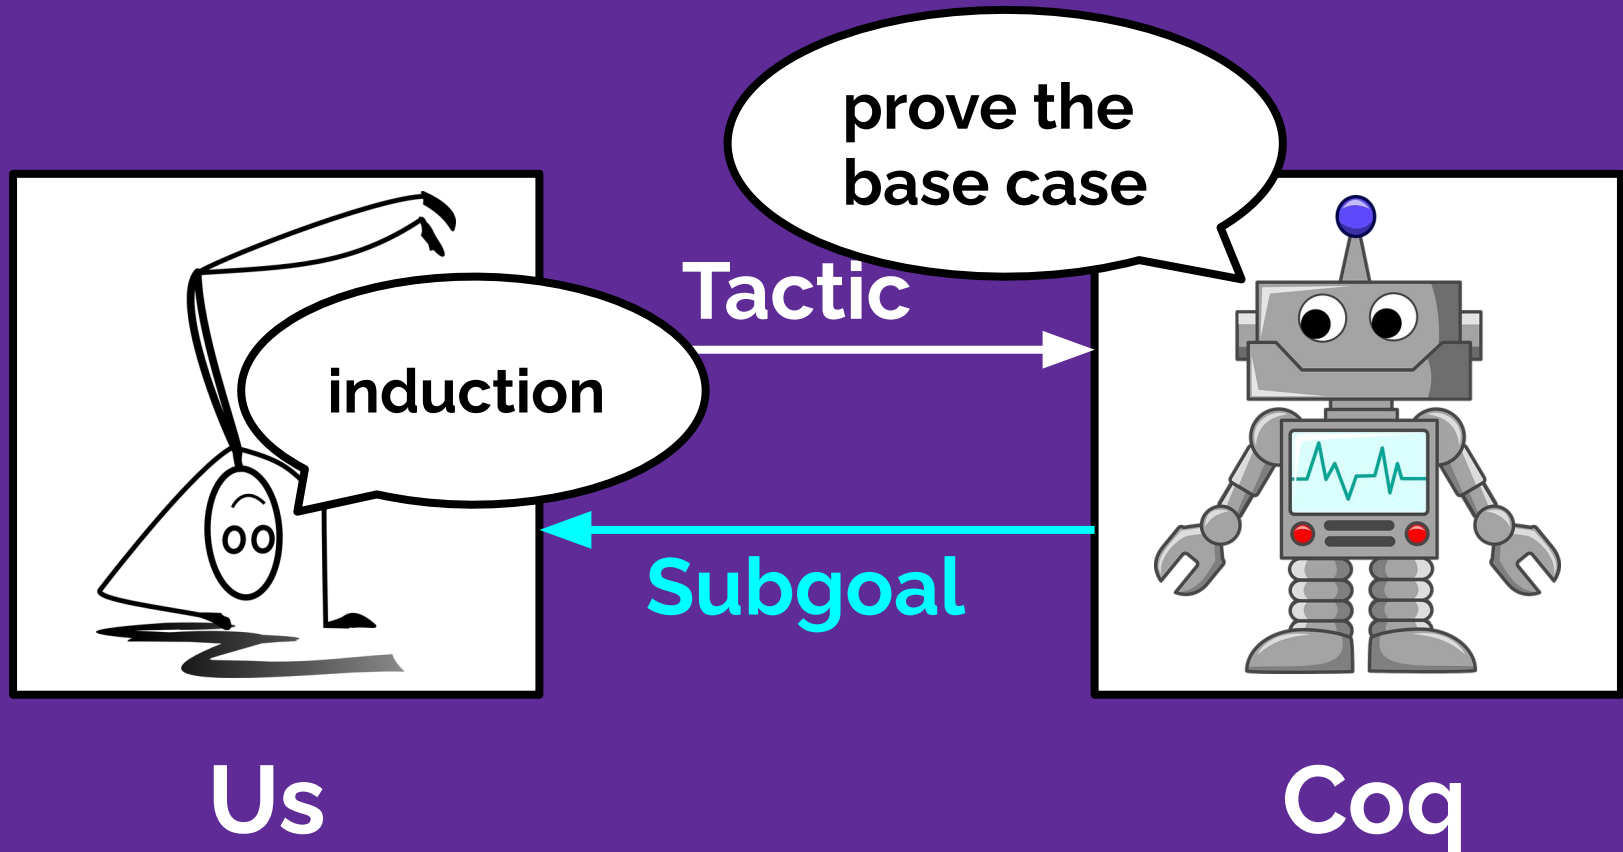 prove the
base case
Tactic
induction
Subgoal
Us
Coq